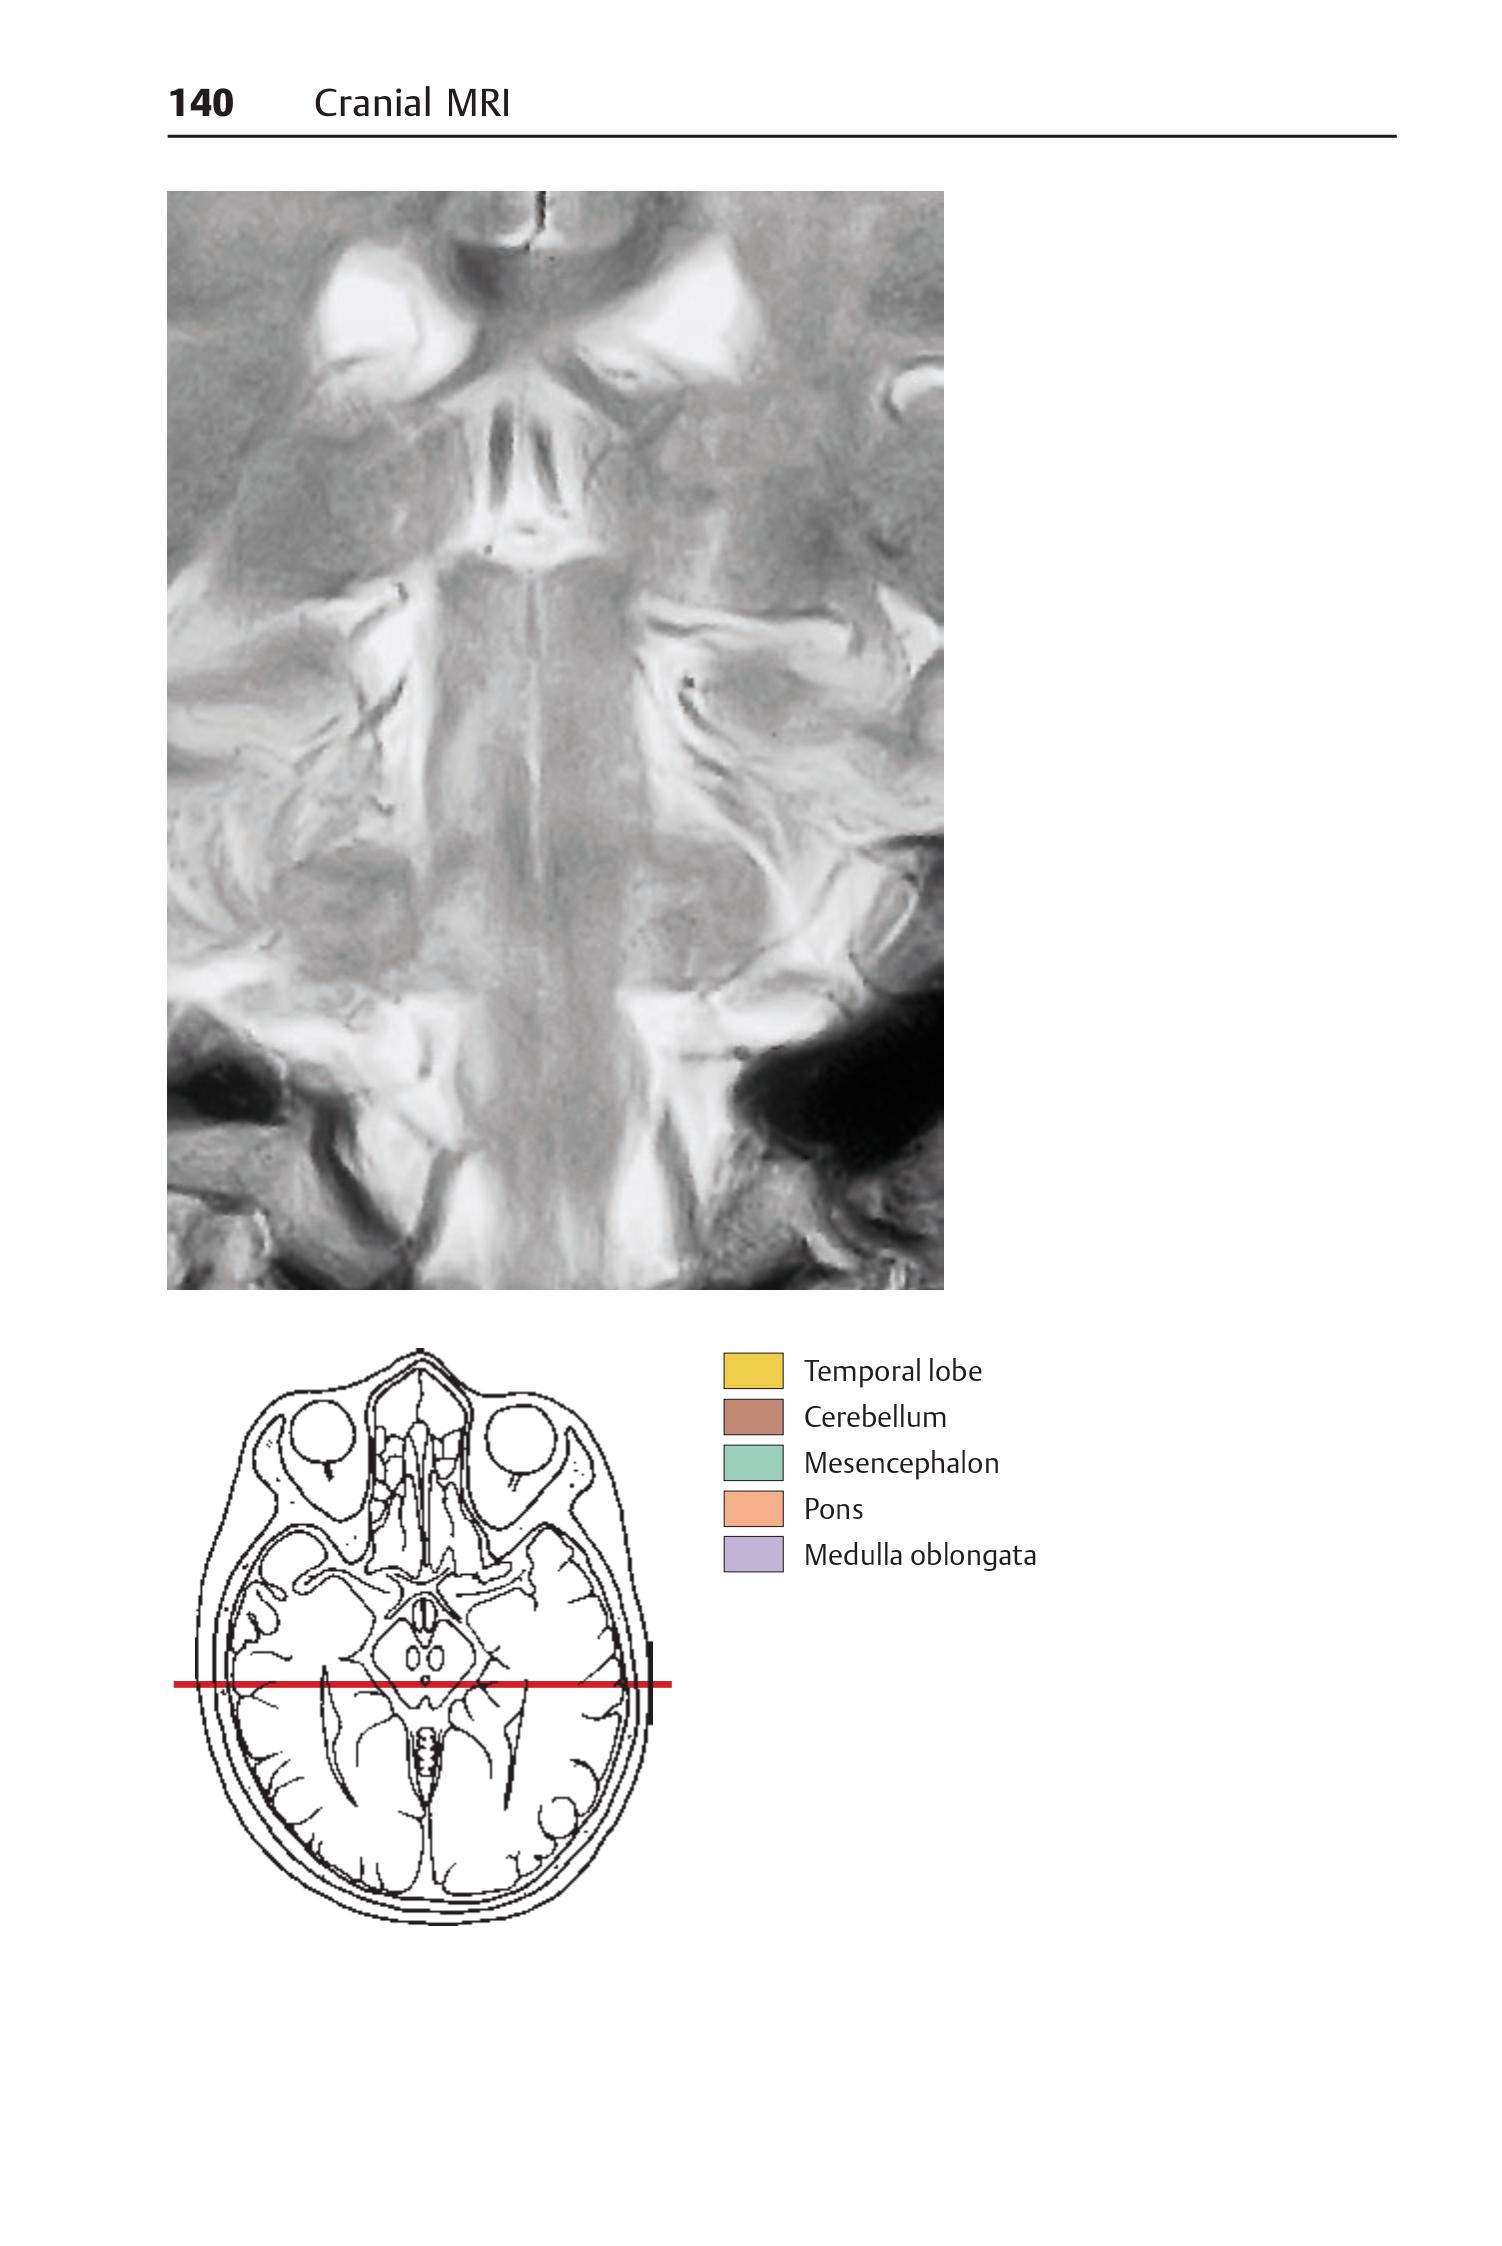 140 Cranial MRI
Temporal lobe
Cerebellum
Mesencephalon
Pons
Medulla oblongata